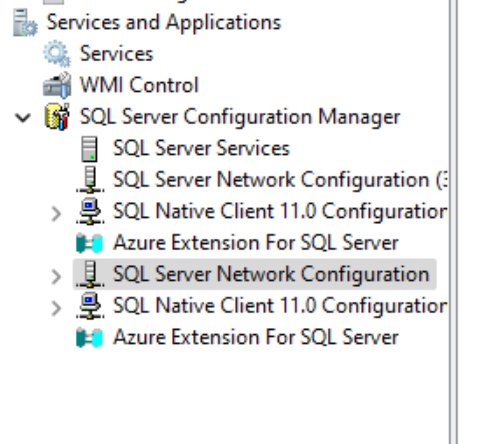 Services and Applications
Services
WMI Control
SQL Server Configuration Manager
SQL Server Services
SQL Server Network Configuration (3
SQL Native Client 11.0 Configuration
Azure Extension For SQL Server
SQL Server Network Configuration
SQL Native Client 11.0 Configuration
Azure Extension For SQL Server